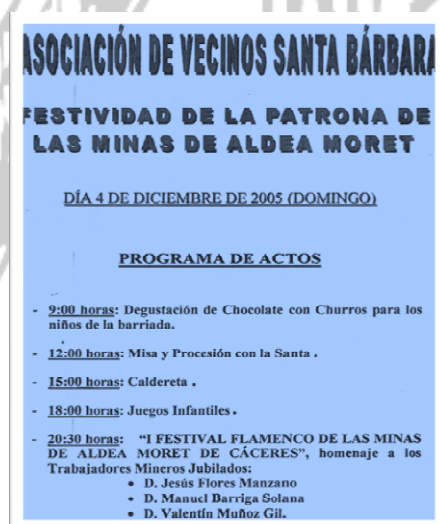 ASOCIACIÓN DE VECINOS SANTA BÁRBARA
FESTIVIDAD DE LA PATRONA DE
LAS MINAS DE ALDEA MORET
DÍA 4 DE DICIEMBRE DE 2005 (DOMINGO)
PROGRAMA DE ACTOS
- 9:00 horas: Degustación de Chocolate con Churros para los
niños de la barriada.
- 12:00 horas: Misa y Procesión con la Santa .
- 15:00 horas: Caldereta .
- 18:00 horas: Juegos Infantiles.
- 20:30 horas: "I FESTIVAL FLAMENCO DE LAS MINAS
DE ALDEA MORET DE CÁCERES", homenaje a los
Trabajadores Mineros Jubilados:
• D. Jesús Flores Manzano
• D. Manuel Barriga Solana
• D. Valentín Muñoz Gil.